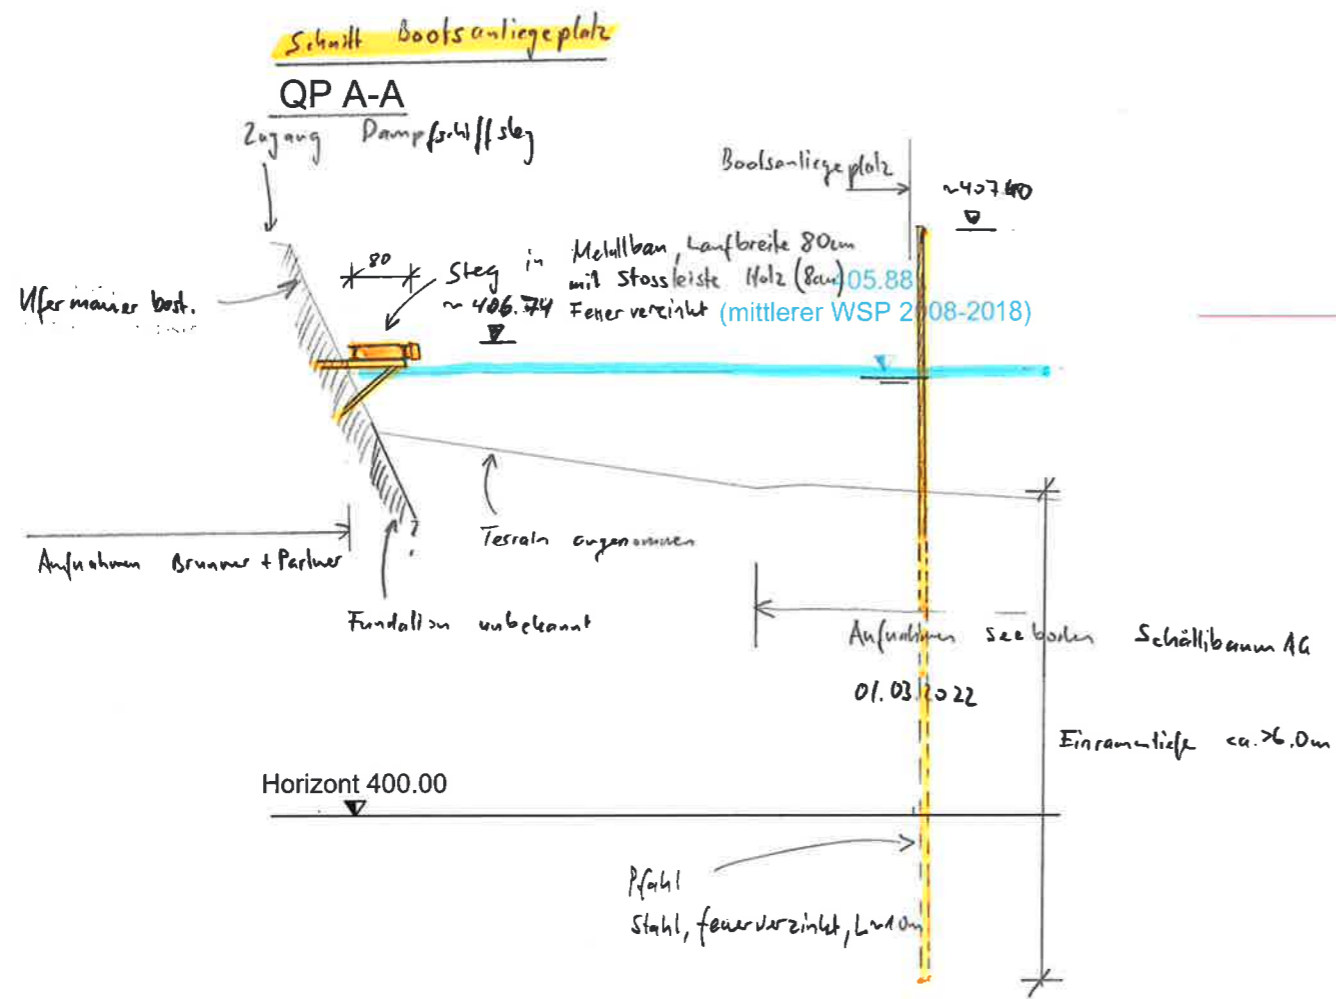 Schnitt Bootsanliegeplatz
QP A-A
Zugang Dampfschiffsteg
Bootsanliegeplatz
~407.40
80
Steg in Metallbau, Laufbreite 80cm
mit Stossleiste Holz (8cm)
405.88
~406.74 Feuerverzinkt
(mittlerer WSP 2008-2018)
Ufermauer best.
Terrain angenommen
?
Aufnahmen Brunner + Partner
Fundation unbekannt
Aufnahmen Seeboden Schällibaum AG
01.03.2022
Einrammtiefe ca. >6.0m
Horizont 400.00
Pfahl
Stahl, feuerverzinkt, L~10m